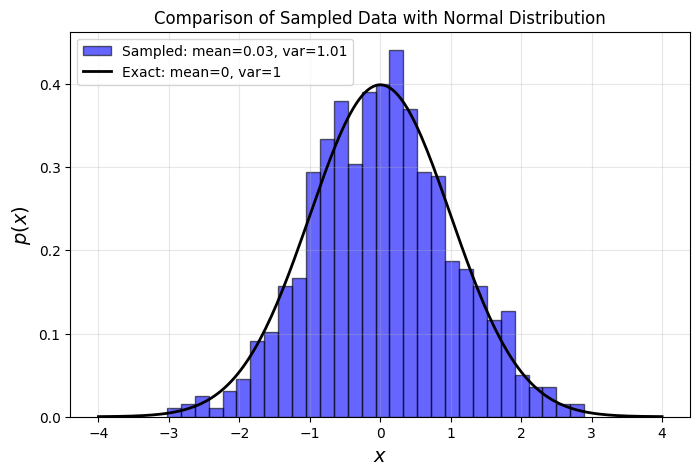 Comparison of Sampled Data with Normal Distribution
Sampled: mean=0.03, var=1.01
Exact: mean=0, var=1
p(x)
0.4
0.3
0.2
0.1
0.0
−4 −3 −2 −1 0 1 2 3 4
x